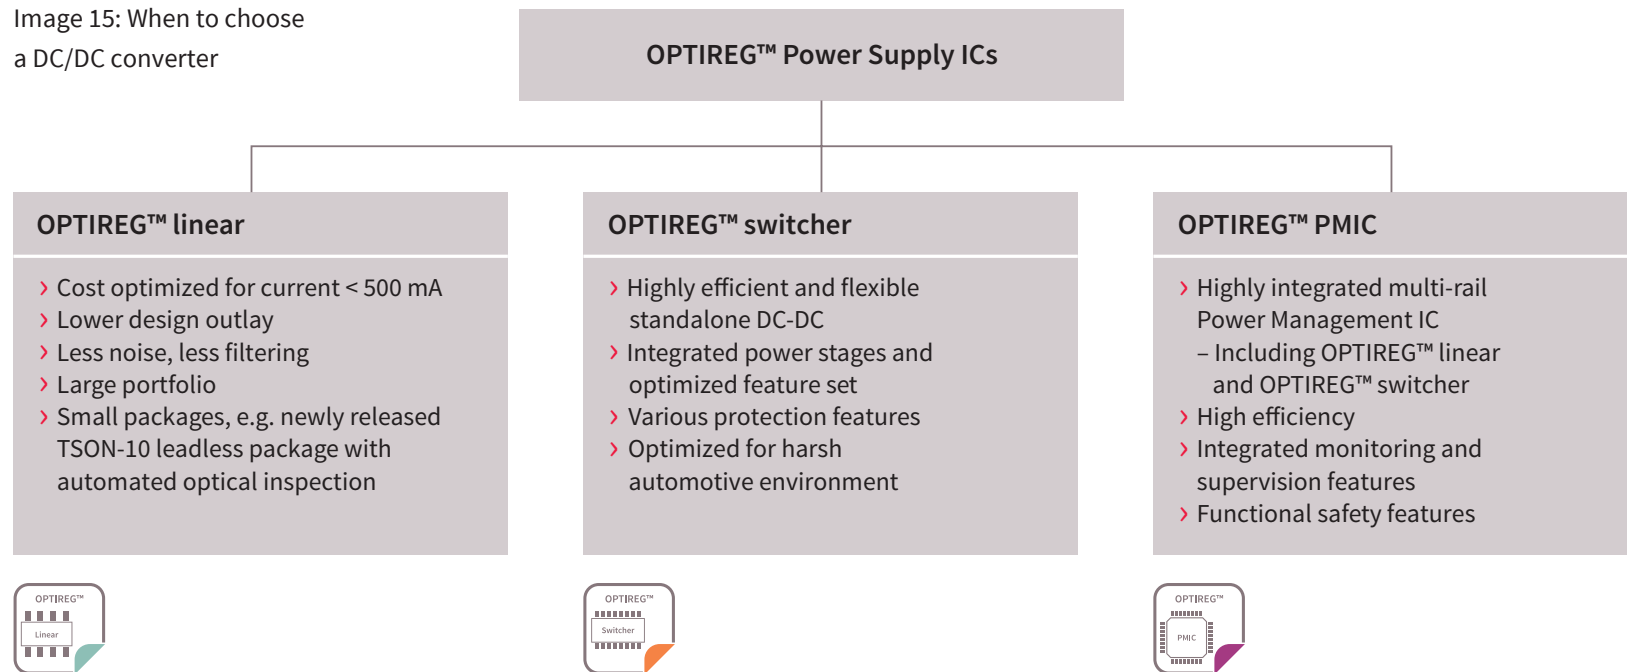 Image 15: When to choose
a DC/DC converter
OPTIREG™ Power Supply ICs
OPTIREG™ linear
› Cost optimized for current < 500 mA
› Lower design outlay
› Less noise, less filtering
› Large portfolio
› Small packages, e.g. newly released
TSON-10 leadless package with
automated optical inspection
OPTIREG™ switcher
› Highly efficient and flexible
standalone DC-DC
› Integrated power stages and
optimized feature set
› Various protection features
› Optimized for harsh
automotive environment
OPTIREG™ PMIC
› Highly integrated multi-rail
Power Management IC
– Including OPTIREG™ linear
and OPTIREG™ switcher
› High efficiency
› Integrated monitoring and
supervision features
› Functional safety features
OPTIREG™
Linear
OPTIREG™
Switcher
OPTIREG™
PMIC